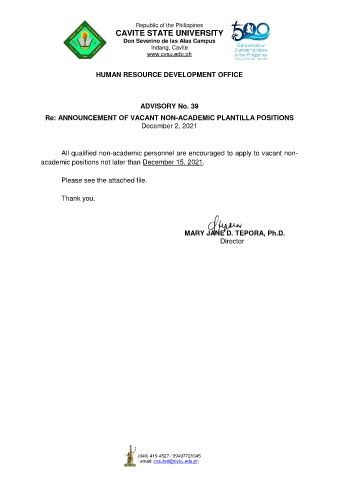 Republic of the Philippines
CAVITE STATE UNIVERSITY
Don Severino de las Alas Campus
Indang, Cavite
www.cvsu.edu.ph
500
Quincentennial
Commemorations
in the Philippines
HUMAN RESOURCE DEVELOPMENT OFFICE
ADVISORY No. 39
Re: ANNOUNCEMENT OF VACANT NON-ACADEMIC PLANTILLA POSITIONS
December 2, 2021
All qualified non-academic personnel are encouraged to apply to vacant non-
academic positions not later than December 15, 2021.
Please see the attached file.
Thank you.
MARY JANE D. TEPORA, Ph.D.
Director
(046) 415-4527 / 09497721045
email: cvsuhr@cvsu.edu.ph